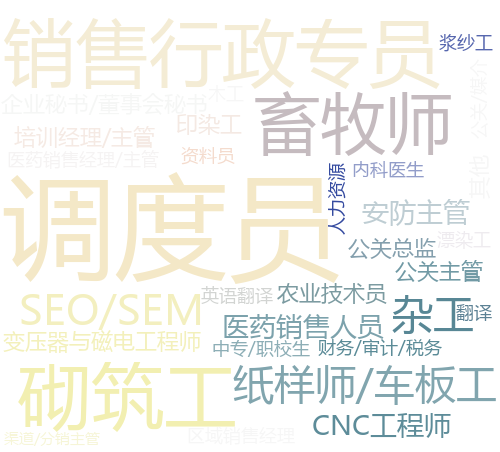 销售行政专员
浆纱工
企业秘书/董事会秘书
木工
公关/媒介
畜牧师
印染工
培训经理/主管
医药销售经理/主管
资料员
内科医生
其他
人力资源
调度员
安防主管
漂染工
公关总监
公关主管
英语翻译
农业技术员
SEO/SEM
杂工
翻译
医药销售人员
变压器与磁电工程师
中专/职校生
财务/审计/税务
砌筑工
纸样师/车板工
CNC工程师
渠道/分销主管
区域销售经理